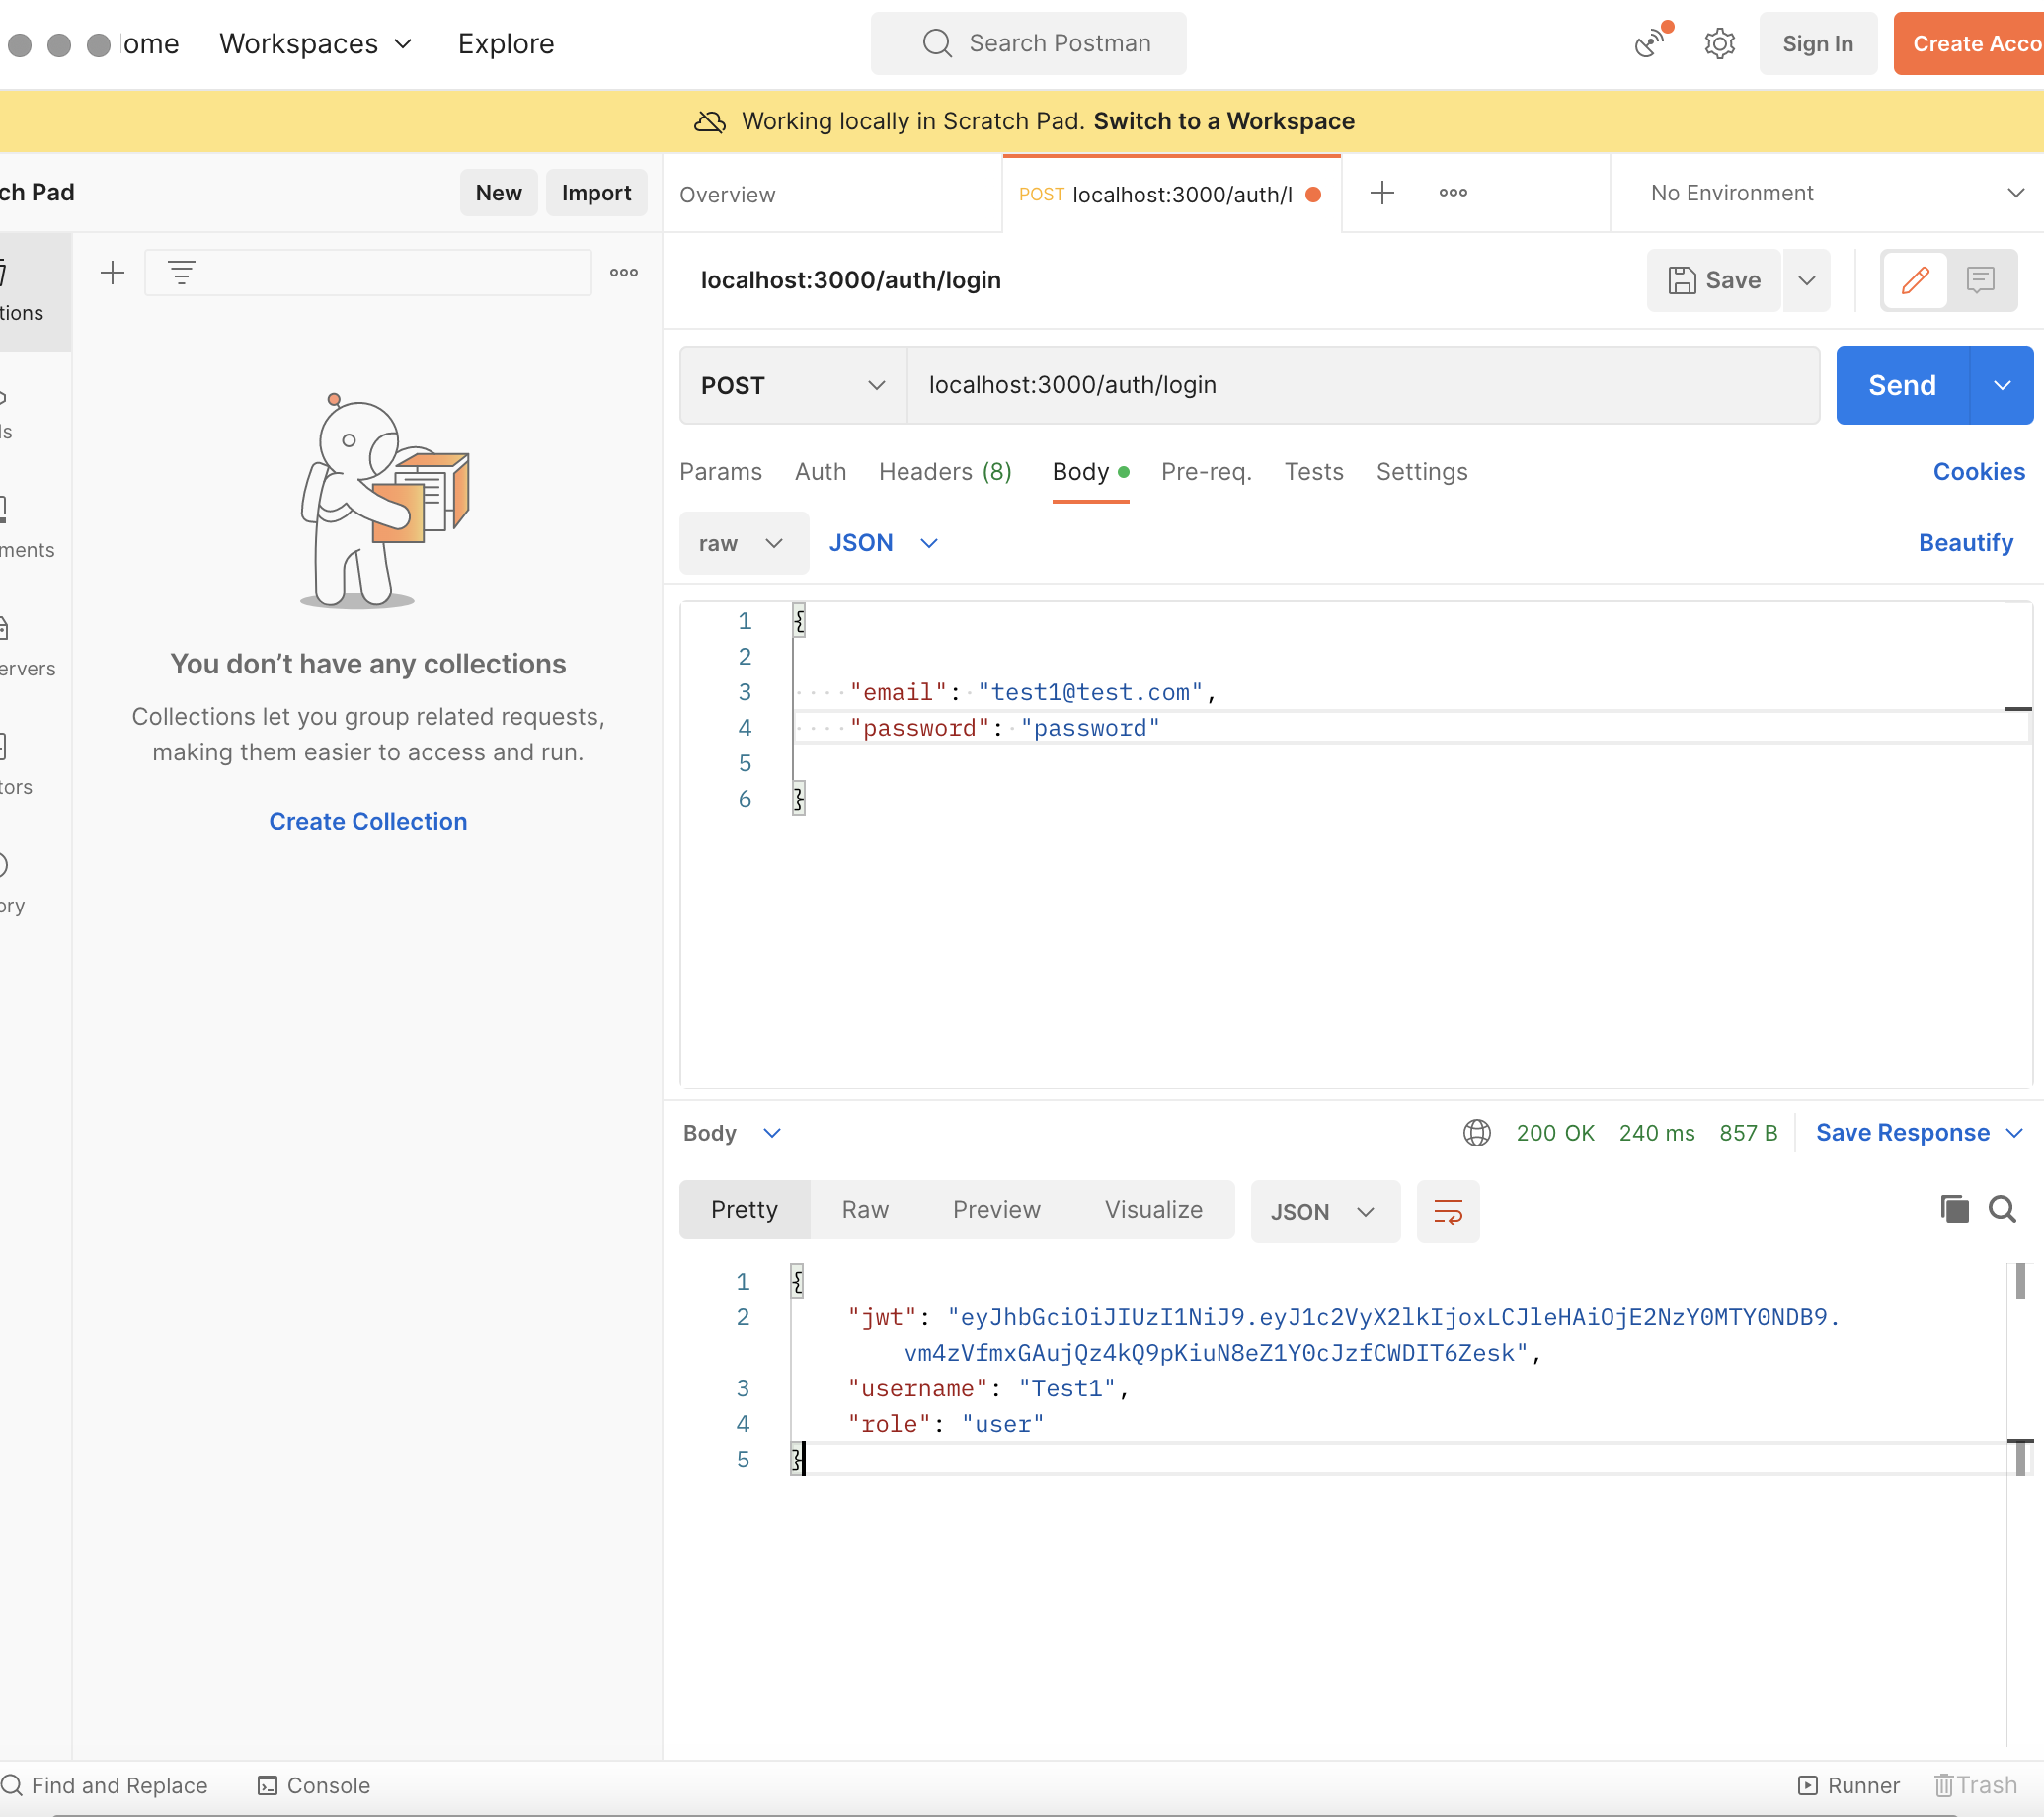 ome Workspaces Explore Search Postman Sign In Create Acco
Working locally in Scratch Pad. Switch to a Workspace
ch Pad New Import
Overview POST localhost:3000/auth/l No Environment
tions
ls
ments
ervers
tors
ory
You don’t have any collections
Collections let you group related requests,
making them easier to access and run.
Create Collection
localhost:3000/auth/login Save
POST localhost:3000/auth/login Send
Params Auth Headers (8) Body Pre-req. Tests Settings Cookies
raw JSON Beautify
1 {
2
3 "email": "test1@test.com",
4 "password": "password"
5
6 }
Body 200 OK 240 ms 857 B Save Response
Pretty Raw Preview Visualize JSON
1 {
2 "jwt": "eyJhbGciOiJIUzI1NiJ9.eyJ1c2VyX2lkIjoxLCJleHAiOjE2NzY0MTY0NDB9.
vm4zVfmxGAujQz4kQ9pKiuN8eZ1Y0cJzfCWDIT6Zesk",
3 "username": "Test1",
4 "role": "user"
5 }
Find and Replace Console Runner Trash